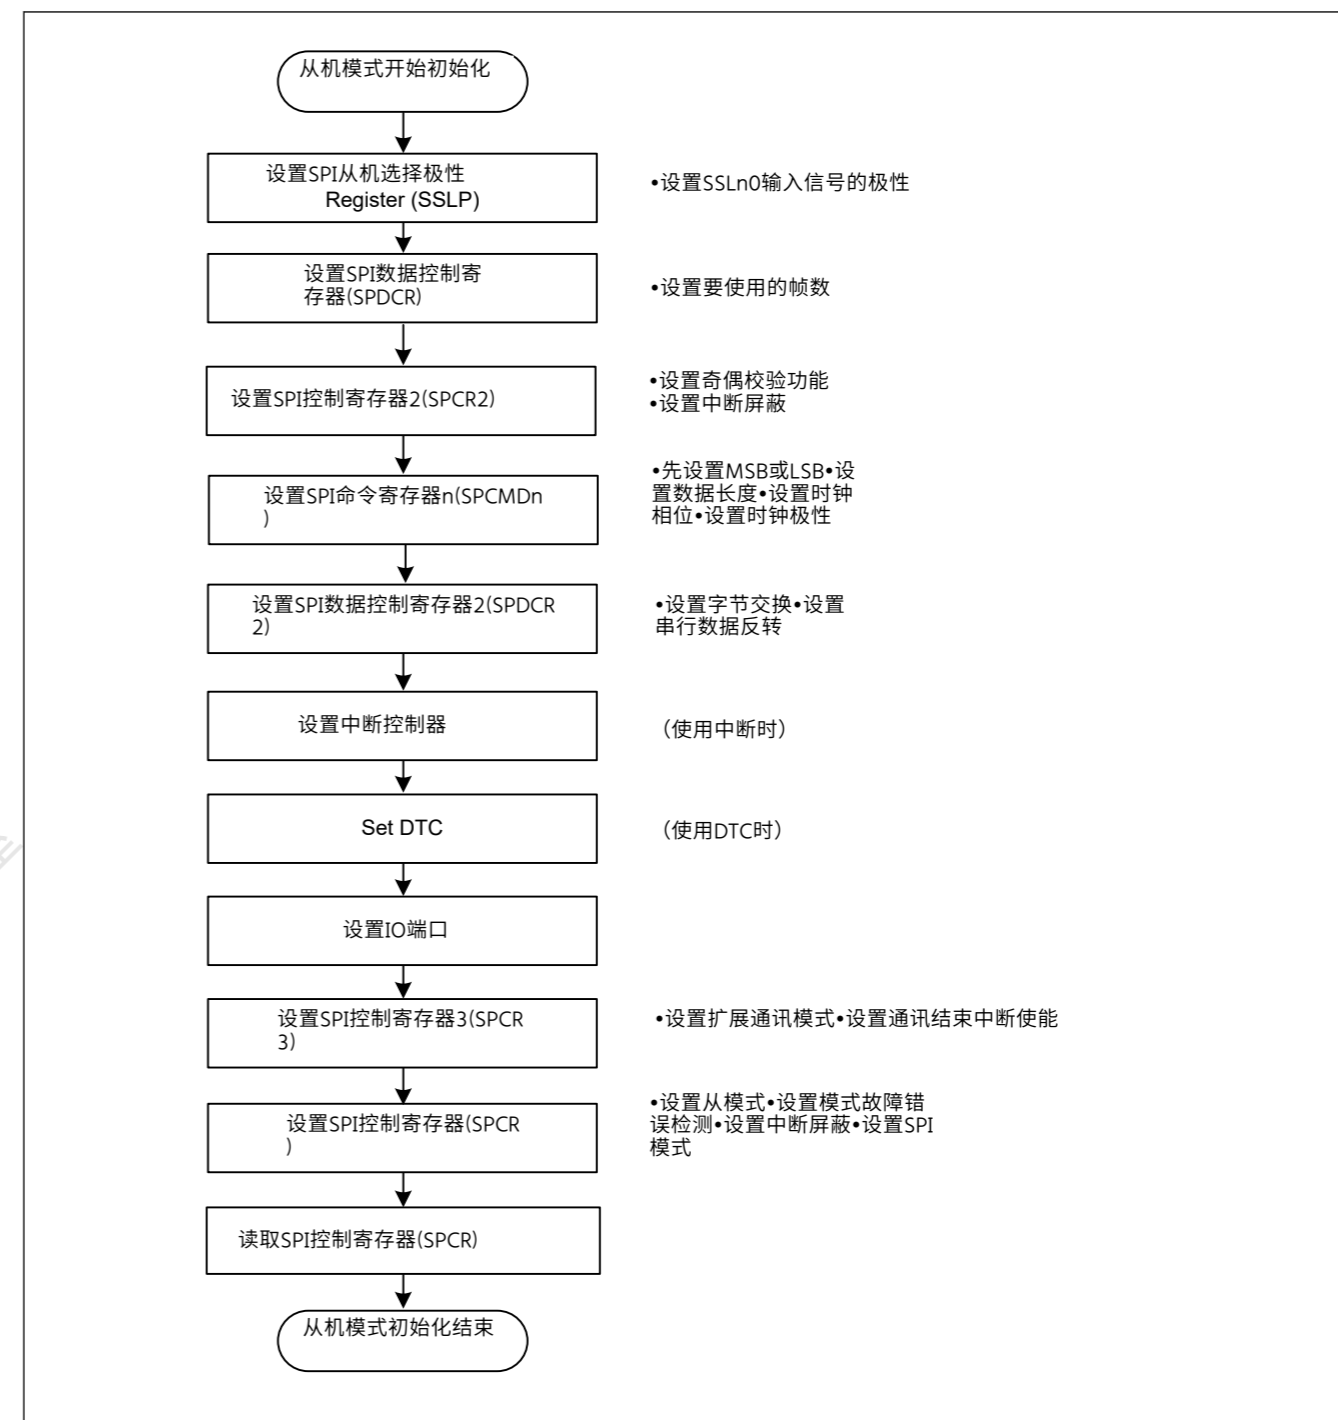 从机模式开始初始化
设置SPI从机选择极性
Register (SSLP)
•设置SSLn0输入信号的极性
设置SPI数据控制寄
存器(SPDCR)
•设置要使用的帧数
设置SPI控制寄存器2(SPCR2)
•设置奇偶校验功能
•设置中断屏蔽
设置SPI命令寄存器n(SPCMDn
)
•先设置MSB或LSB•设
置数据长度•设置时钟
相位•设置时钟极性
设置SPI数据控制寄存器2(SPDCR
2)
•设置字节交换•设置
串行数据反转
设置中断控制器
（使用中断时）
Set DTC
（使用DTC时）
设置IO端口
设置SPI控制寄存器3(SPCR
3)
•设置扩展通讯模式•设置通讯结束中断使能
设置SPI控制寄存器(SPCR
)
•设置从模式•设置模式故障错
误检测•设置中断屏蔽•设置SPI
模式
读取SPI控制寄存器(SPCR)
从机模式初始化结束